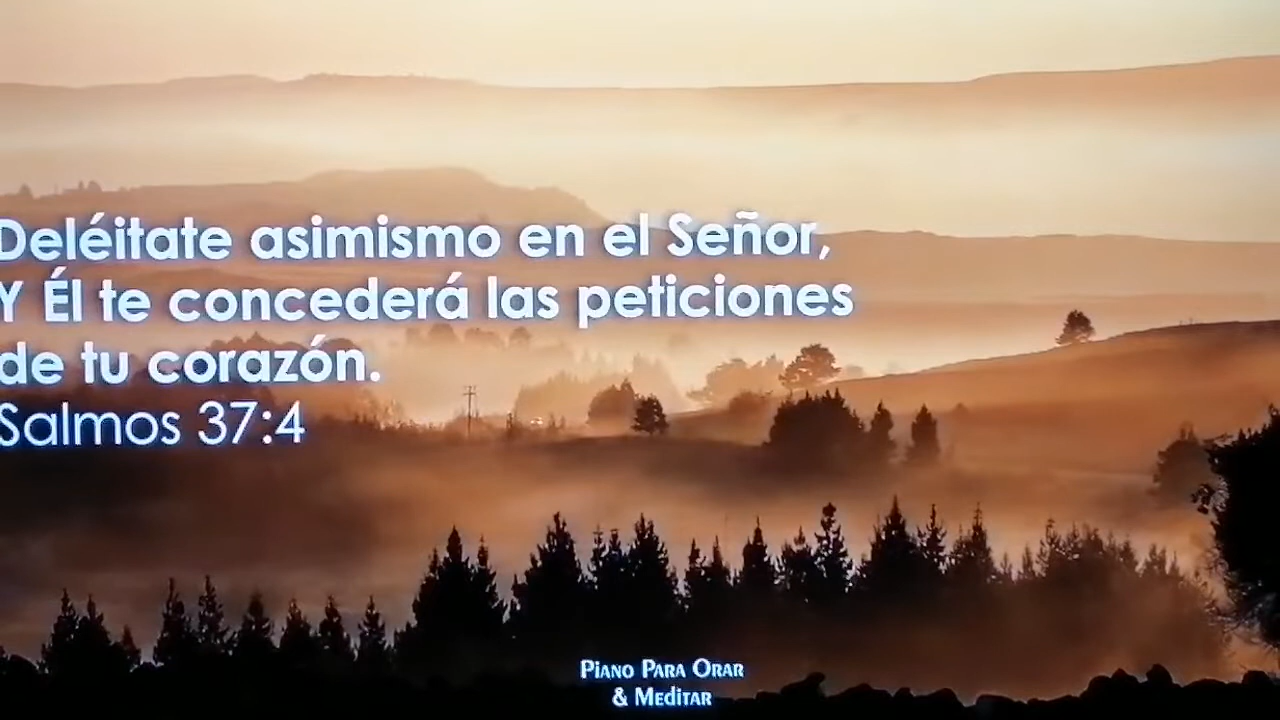 Deléitate asimismo en el Señor,
Y Él te concederá las peticiones
de tu corazón.
Salmos 37:4
Piano Para Orar
& Meditar